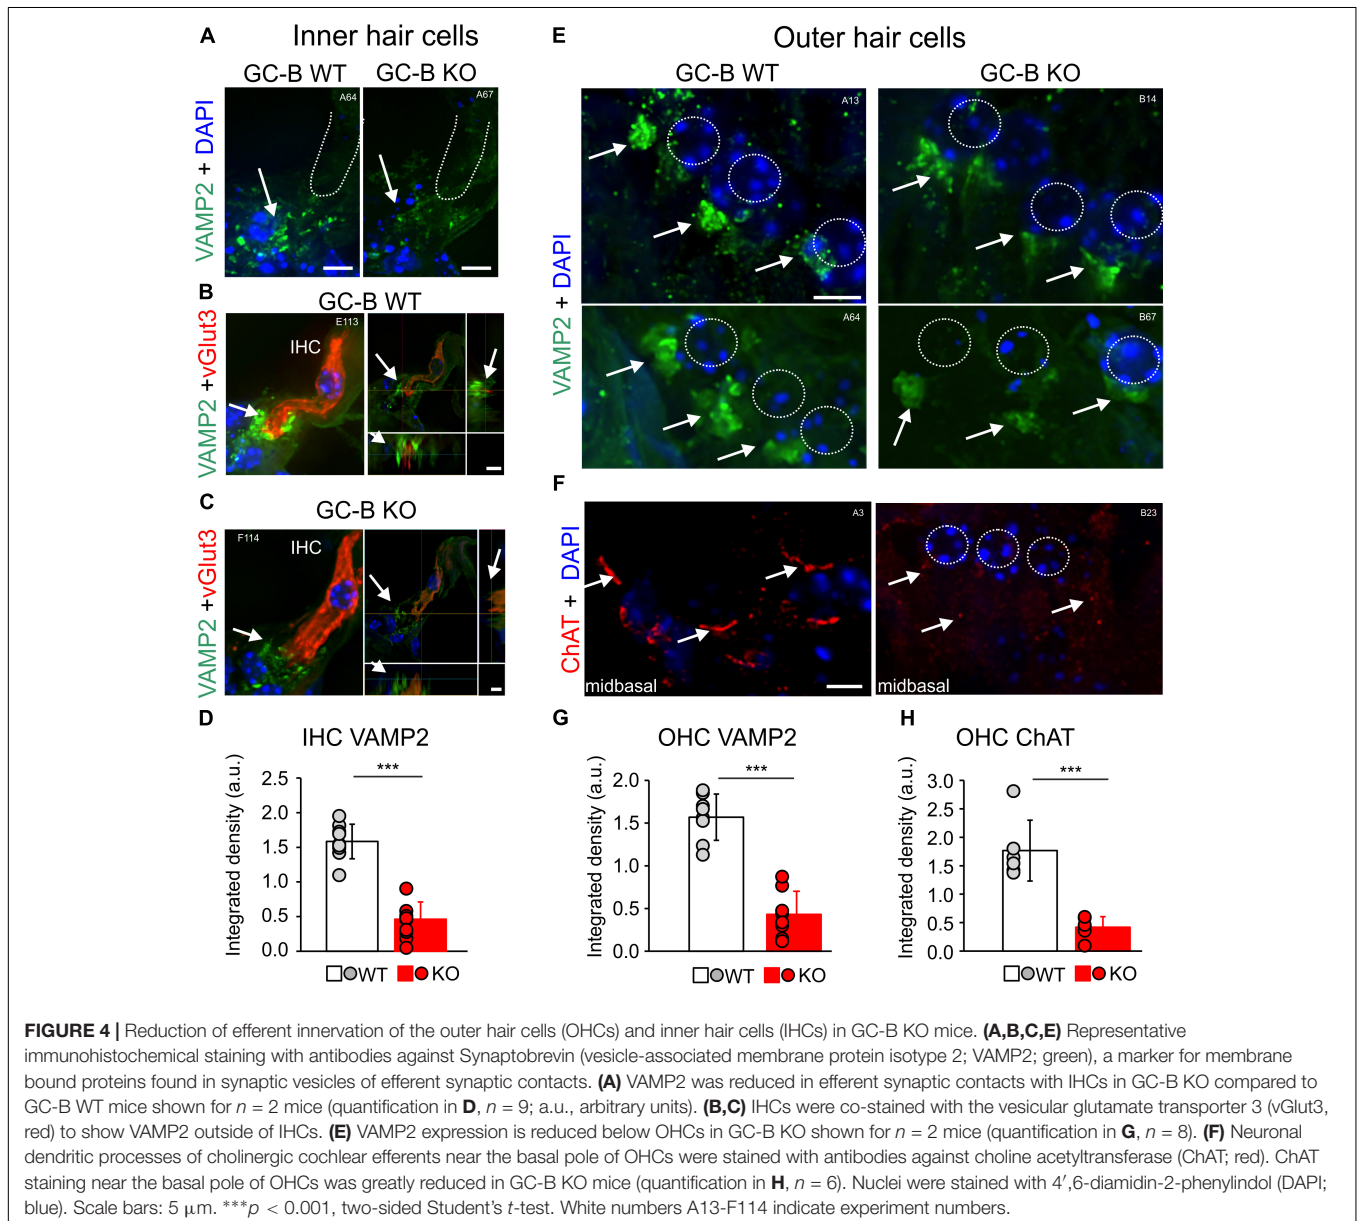 A
Inner hair cells
GC-B WT
GC-B KO
VAMP2 + DAPI
A64
A67
B
GC-B WT
VAMP2 +vGlut3
E113
IHC
C
GC-B KO
VAMP2 +vGlut3
F114
IHC
E
Outer hair cells
GC-B WT
GC-B KO
VAMP2 + DAPI
A13
B14
A64
B67
F
ChAT + DAPI
A3
B23
midbasal
midbasal
D
IHC VAMP2
Integrated density (a.u.)
2.5
2.0
1.5
1.0
0.5
0.0
***
WT
KO
G
OHC VAMP2
Integrated density (a.u.)
2.0
1.5
1.0
0.5
0.0
***
WT
KO
H
OHC ChAT
Integrated density (a.u.)
3.0
2.5
2.0
1.5
1.0
0.5
0.0
***
WT
KO
FIGURE 4 | Reduction of efferent innervation of the outer hair cells (OHCs) and inner hair cells (IHCs) in GC-B KO mice. (A,B,C,E) Representative
immunohistochemical staining with antibodies against Synaptobrevin (vesicle-associated membrane protein isotype 2; VAMP2; green), a marker for membrane
bound proteins found in synaptic vesicles of efferent synaptic contacts. (A) VAMP2 was reduced in efferent synaptic contacts with IHCs in GC-B KO compared to
GC-B WT mice shown for n = 2 mice (quantification in D, n = 9; a.u., arbitrary units). (B,C) IHCs were co-stained with the vesicular glutamate transporter 3 (vGlut3,
red) to show VAMP2 outside of IHCs. (E) VAMP2 expression is reduced below OHCs in GC-B KO shown for n = 2 mice (quantification in G, n = 8). (F) Neuronal
dendritic processes of cholinergic cochlear efferents near the basal pole of OHCs were stained with antibodies against choline acetyltransferase (ChAT; red). ChAT
staining near the basal pole of OHCs was greatly reduced in GC-B KO mice (quantification in H, n = 6). Nuclei were stained with 4′,6-diamidin-2-phenylindol (DAPI;
blue). Scale bars: 5 μm. ***p < 0.001, two-sided Student's t-test. White numbers A13-F114 indicate experiment numbers.